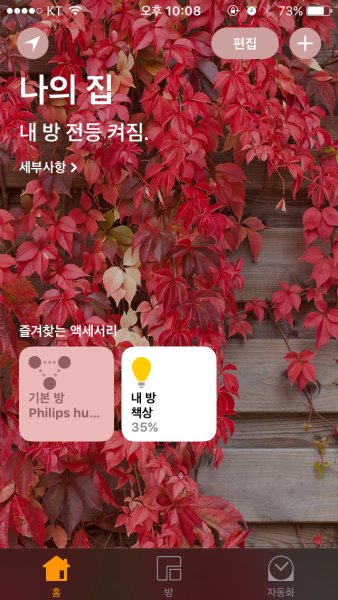 KT 오후 10:08 73%
편집
나의 집
내 방 전등 켜짐.
세부사항
즐겨찾는 액세서리
기본 방
Philips hu...
내 방
책상
35%
홈 방 자동화